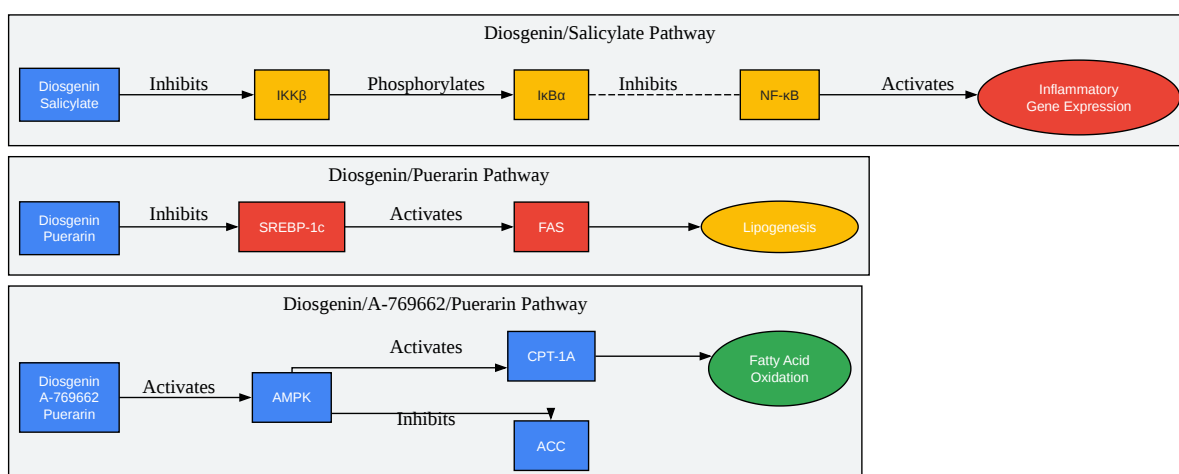 Diosgenin/Salicylate Pathway
Diosgenin
Salicylate
Inhibits
IKKβ
Phosphorylates
IκBα
Inhibits
NF-κB
Activates
Inflammatory
Gene Expression
Diosgenin/Puerarin Pathway
Diosgenin
Puerarin
Inhibits
SREBP-1c
Activates
FAS
Lipogenesis
Diosgenin/A-769662/Puerarin Pathway
Diosgenin
A-769662
Puerarin
Activates
AMPK
Activates
CPT-1A
Fatty Acid
Oxidation
Inhibits
ACC